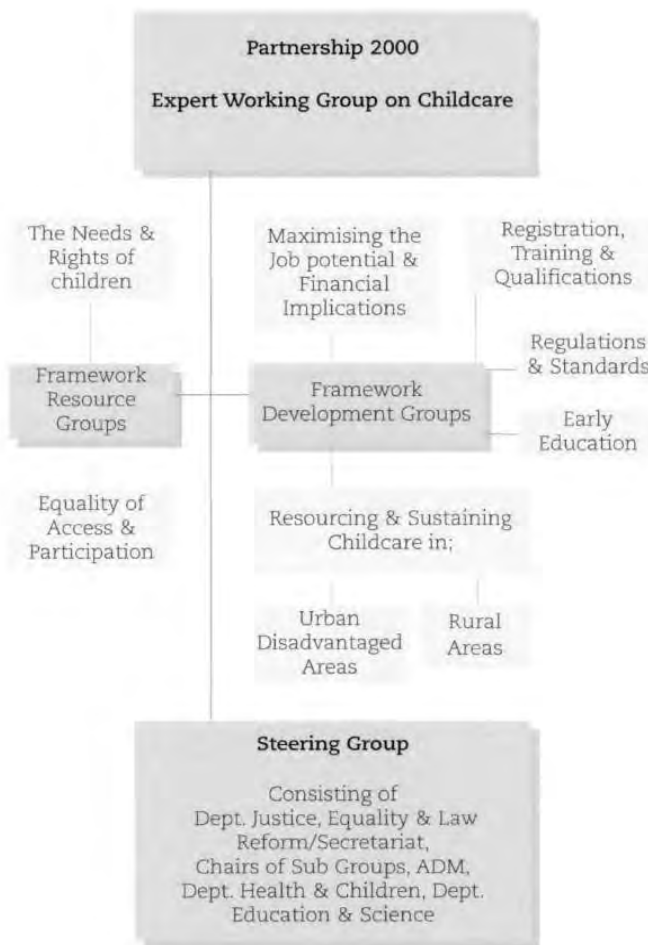 Partnership 2000
Expert Working Group on Childcare
The Needs &
Rights of
children
Maximising the
Job potential &
Financial
Implications
Registration,
Training &
Qualifications
Regulations
& Standards
Framework
Resource
Groups
Framework
Development Groups
Early
Education
Equality of
Access &
Participation
Resourcing & Sustaining
Childcare in;
Urban
Disadvantaged
Areas
Rural
Areas
Steering Group
Consisting of
Dept. Justice, Equality & Law
Reform/Secretariat,
Chairs of Sub Groups, ADM,
Dept. Health & Children, Dept.
Education & Science